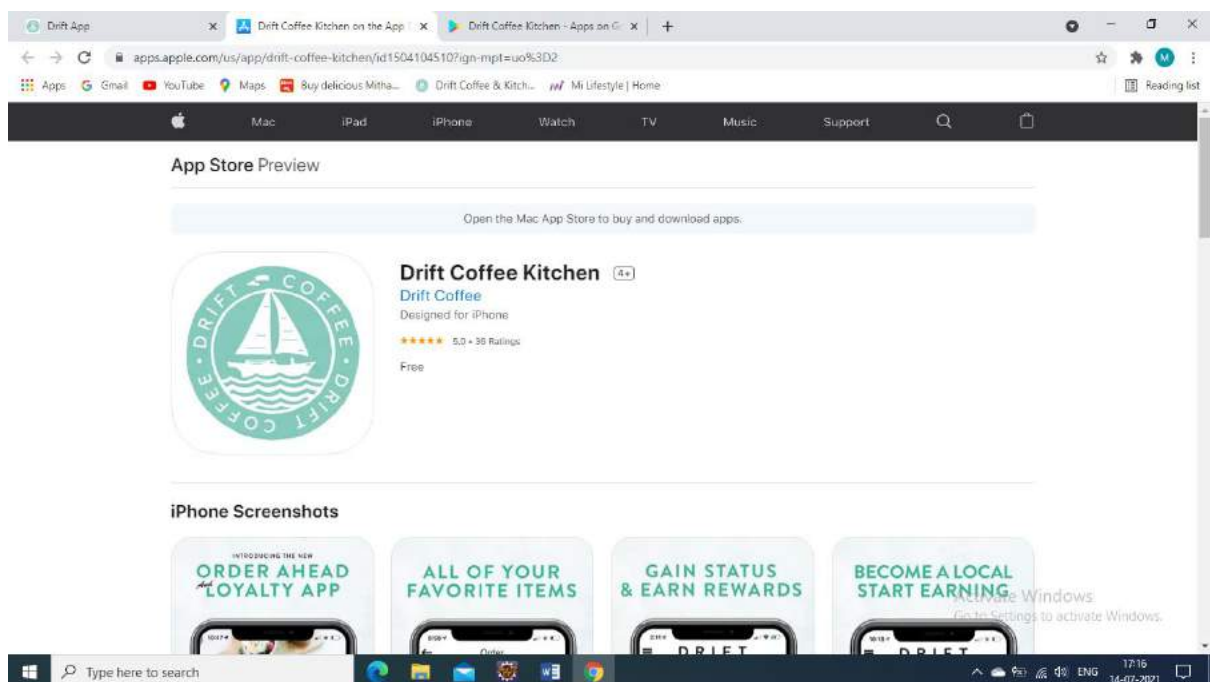 Drift App
Drift Coffee Kitchen on the App
Drift Coffee Kitchen - Apps on G
apps.apple.com/us/app/drift-coffee-kitchen/id1504104510?ign-mpt=uo%3D2
M
Apps Gmail YouTube Maps Buy delicious Mitha... Drift Coffee & Kitch... Mi Lifestyle | Home Reading list
Mac iPad iPhone Watch TV Music Support
App Store Preview
Open the Mac App Store to buy and download apps.
DRIFT COFFEE • DRIFT COFFEE •
Drift Coffee Kitchen 4+
Drift Coffee
Designed for iPhone
★★★★★ 5.0 • 36 Ratings
Free
iPhone Screenshots
INTRODUCING THE NEW
ORDER AHEAD
And LOYALTY APP
ALL OF YOUR
FAVORITE ITEMS
GAIN STATUS
& EARN REWARDS
BECOME A LOCAL
START EARNING
Activate Windows
Go to Settings to activate Windows.
10:47
Order
DRIFT
DRIFT
Type here to search
ENG
17:16
14-07-2021